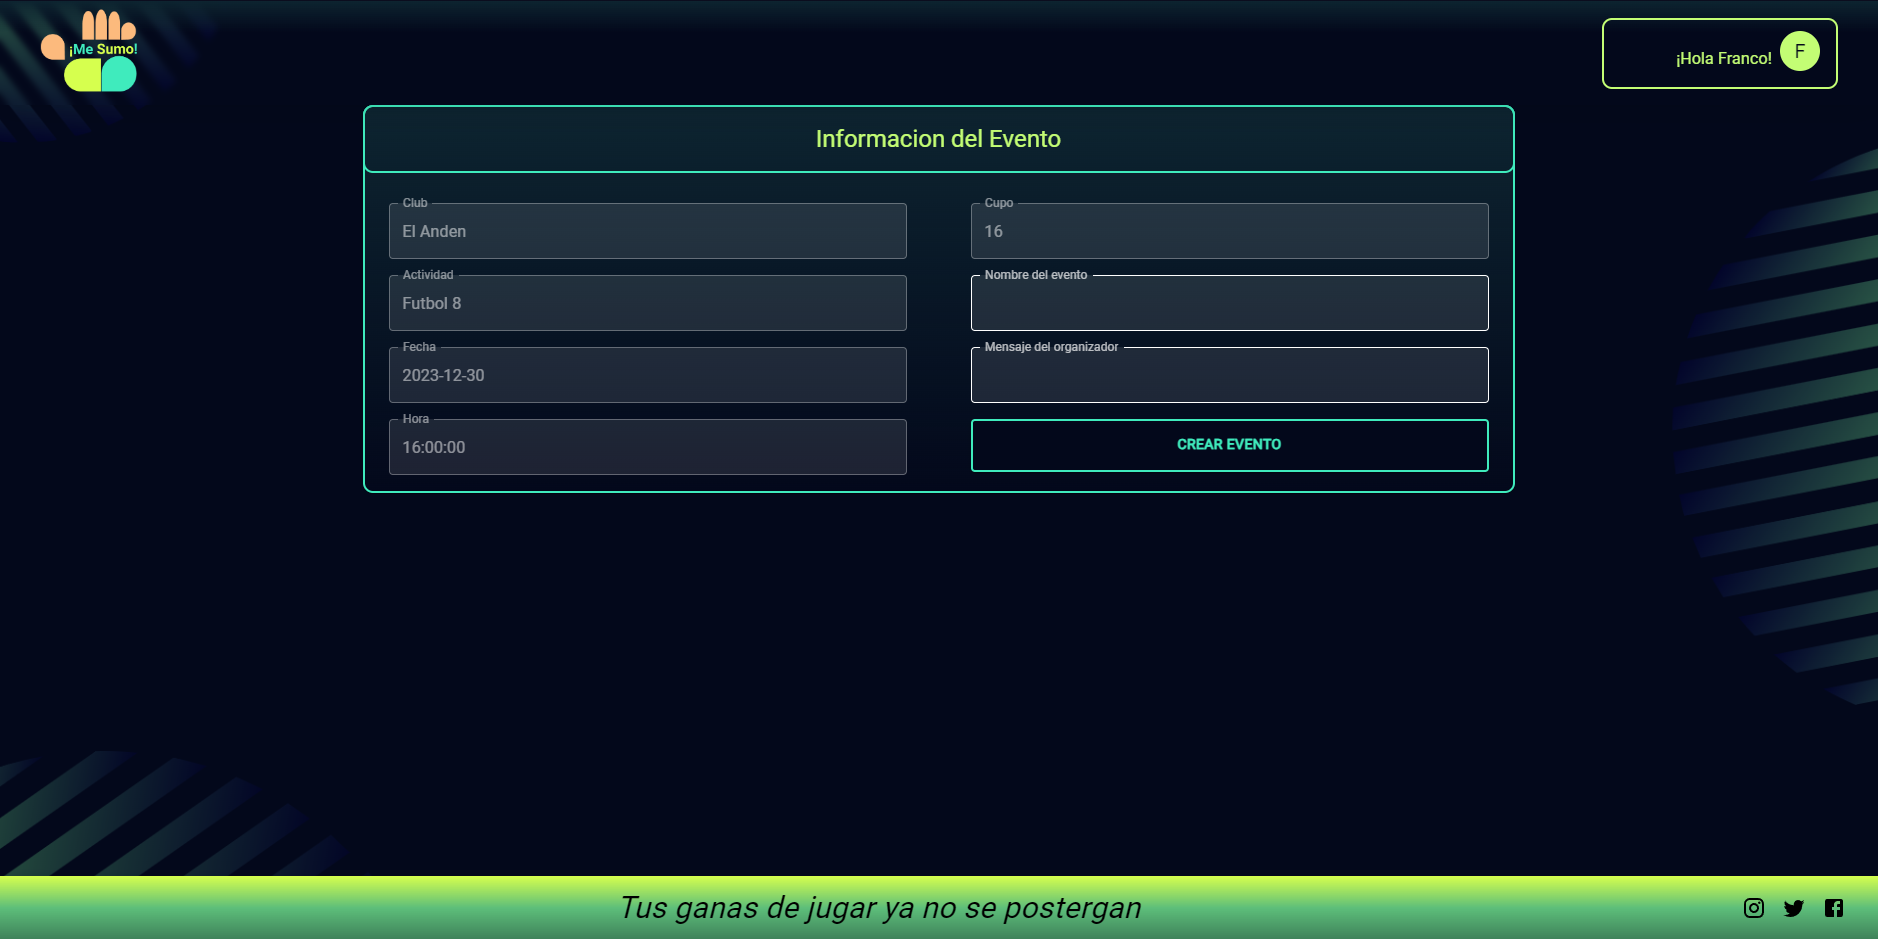 ¡Me Sumo!
¡Hola Franco!
F
Informacion del Evento
Club
El Anden
Actividad
Futbol 8
Fecha
2023-12-30
Hora
16:00:00
Cupo
16
Nombre del evento
Mensaje del organizador
CREAR EVENTO
Tus ganas de jugar ya no se postergan